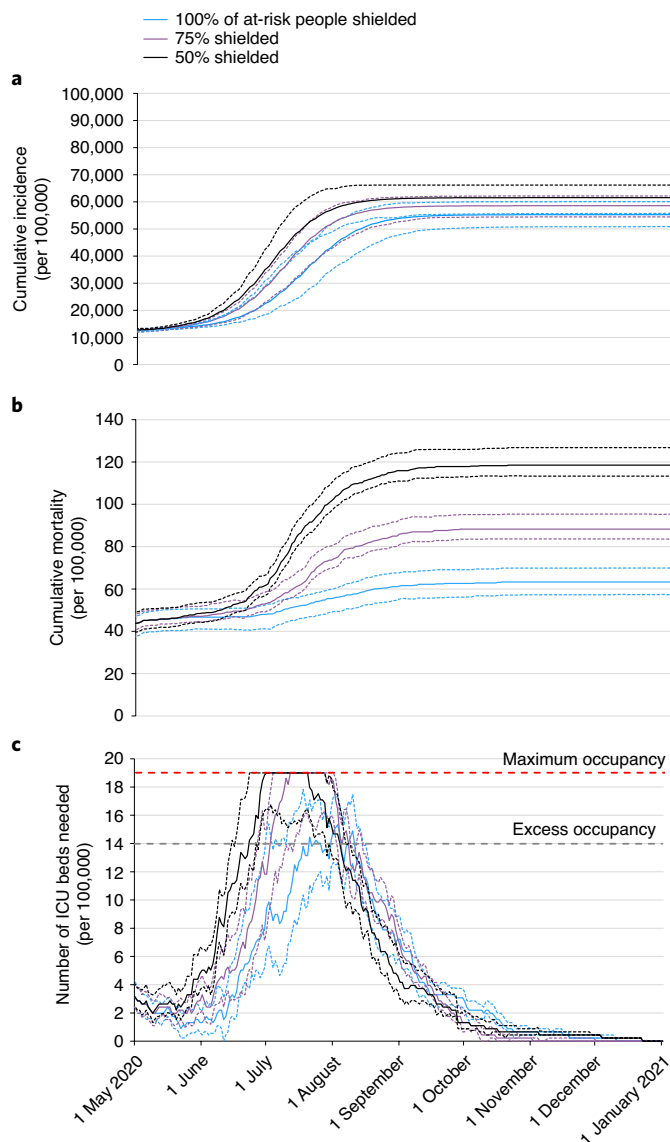 100% of at-risk people shielded
75% shielded
50% shielded
a
100,000
90,000
80,000
70,000
60,000
50,000
40,000
30,000
20,000
10,000
0
Cumulative incidence
(per 100,000)
b
140
120
100
80
60
40
20
0
Cumulative mortality
(per 100,000)
c
20
18
16
14
12
10
8
6
4
2
0
Number of ICU beds needed
(per 100,000)
Maximum occupancy
Excess occupancy
1 May 2020
1 June
1 July
1 August
1 September
1 October
1 November
1 December
1 January 2021